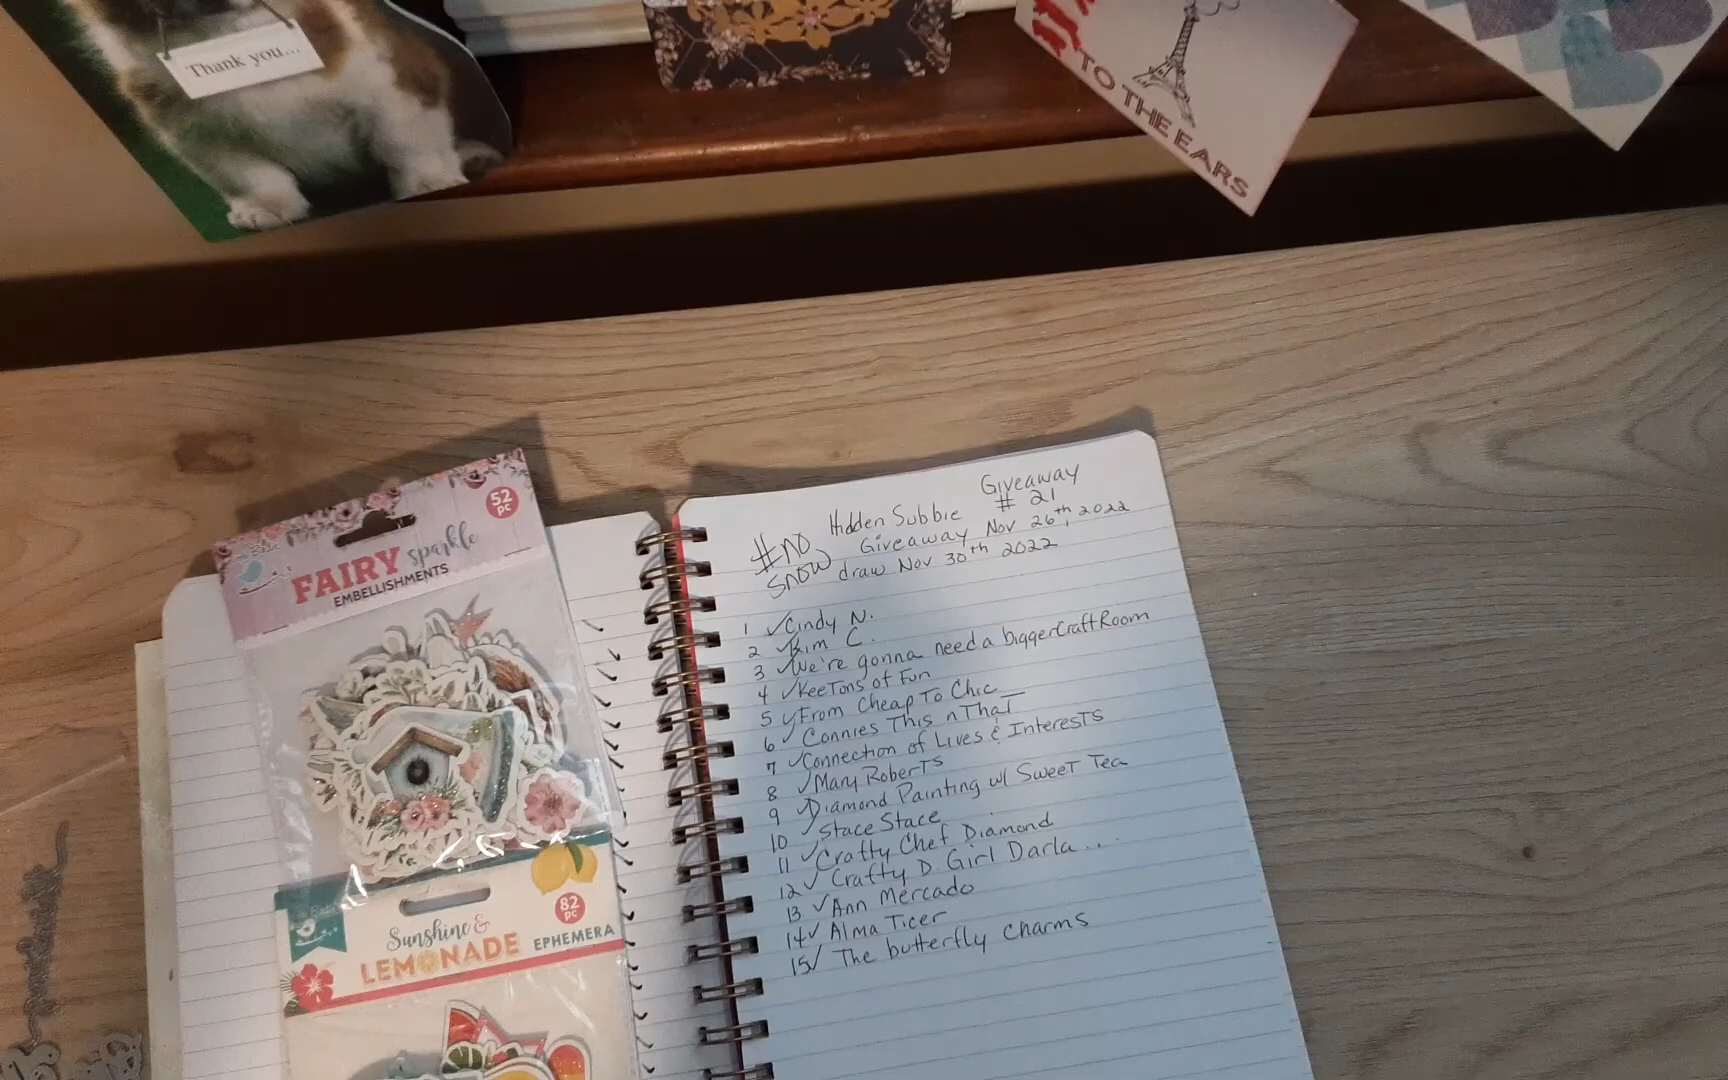 Thank you...
TO THE EARS
52
pc
FAIRY sparkle
EMBELLISHMENTS
82
pc
Sunshine &
LEMONADE EPHEMERA
Giveaway
# 21
Hidden Subbie
Giveaway Nov 26th, 2022
draw Nov 30th 2022
#no
snow
1 ✓Cindy N.
2 ✓Kim C.
3 ✓We're gonna need a biggerCraftRoom
4 ✓KeeTons of Fun
5 ✓From Cheap To Chic
6 ✓Connies This n That
7 ✓Connection of Lives & Interests
8 ✓Mary Roberts
9 ✓Diamond Painting w/ Sweet Tea
10 ✓Stace Stace
11 ✓Crafty Chef Diamond
12 ✓Crafty D Girl Darla...
13 ✓Ann Mercado
14✓ Alma Ticer
15✓ The butterfly charms